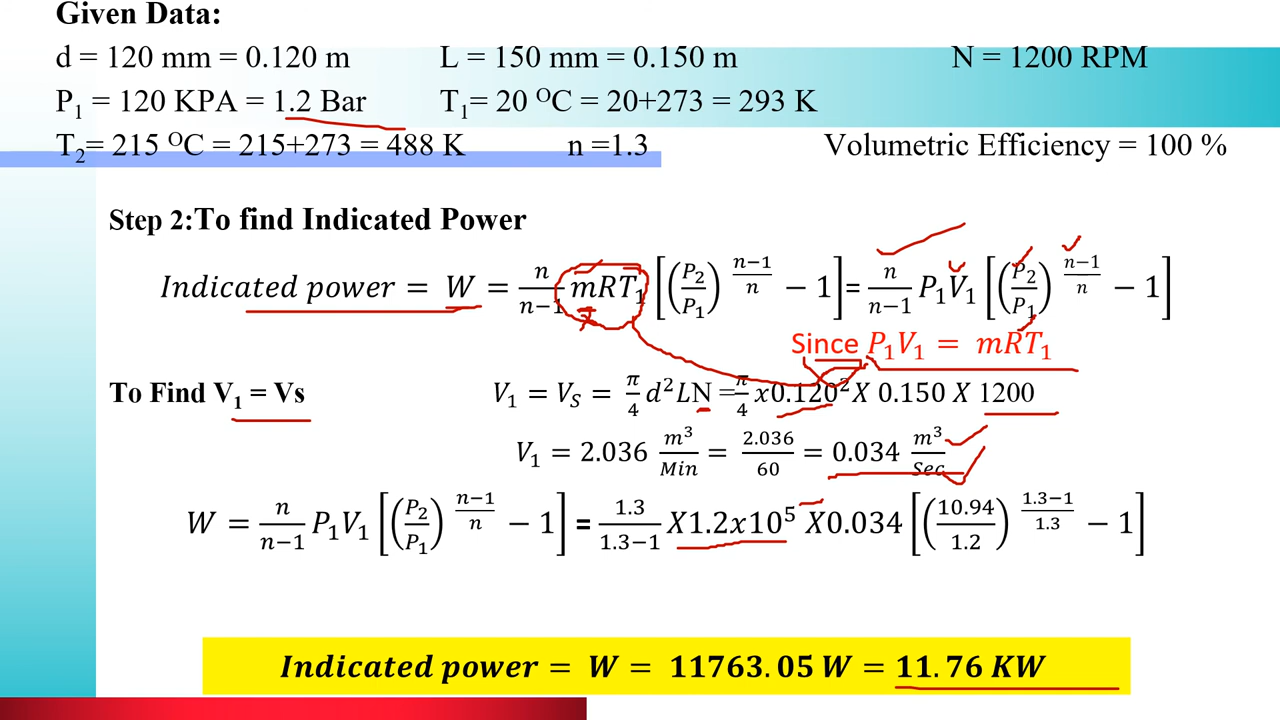 Given Data:
d = 120 mm = 0.120 m L = 150 mm = 0.150 m N = 1200 RPM
P₁ = 120 KPA = 1.2 Bar T₁= 20 ᴼC = 20+273 = 293 K
T₂= 215 ᴼC = 215+273 = 488 K n =1.3 Volumetric Efficiency = 100 %
Step 2:To find Indicated Power
Indicated power = W = n/(n−1) mRT₁ [(P₂/P₁)^((n−1)/n) − 1] = n/(n−1) P₁V₁ [(P₂/P₁)^((n−1)/n) − 1]
Since P₁V₁ = mRT₁
To Find V₁ = Vs V₁ = V_S = π/4 d²LN = π/4 x0.120² X 0.150 X 1200
V₁ = 2.036 m³/Min = 2.036/60 = 0.034 m³/Sec
W = n/(n−1) P₁V₁ [(P₂/P₁)^((n−1)/n) − 1] = 1.3/(1.3−1) X1.2x10⁵ X0.034 [(10.94/1.2)^((1.3−1)/1.3) − 1]
Indicated power = W = 11763.05 W = 11.76 KW